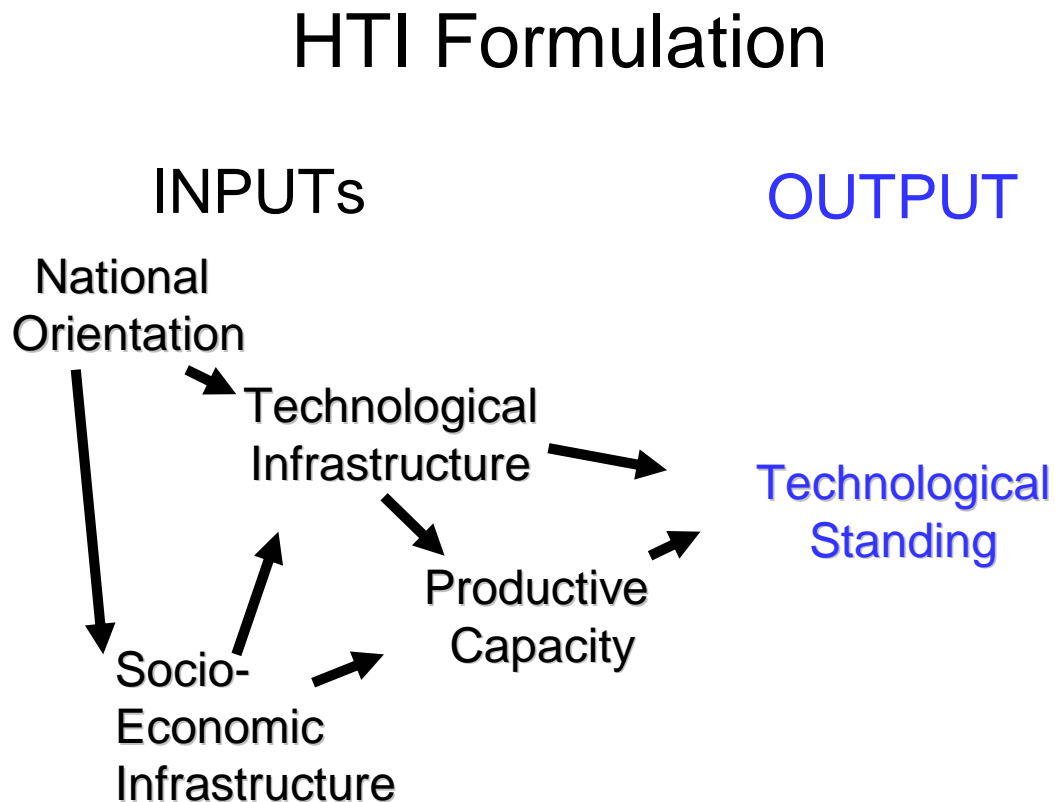 HTI Formulation
INPUTs
OUTPUT
National
Orientation
Technological
Infrastructure
Technological
Standing
Productive
Capacity
Socio-
Economic
Infrastructure